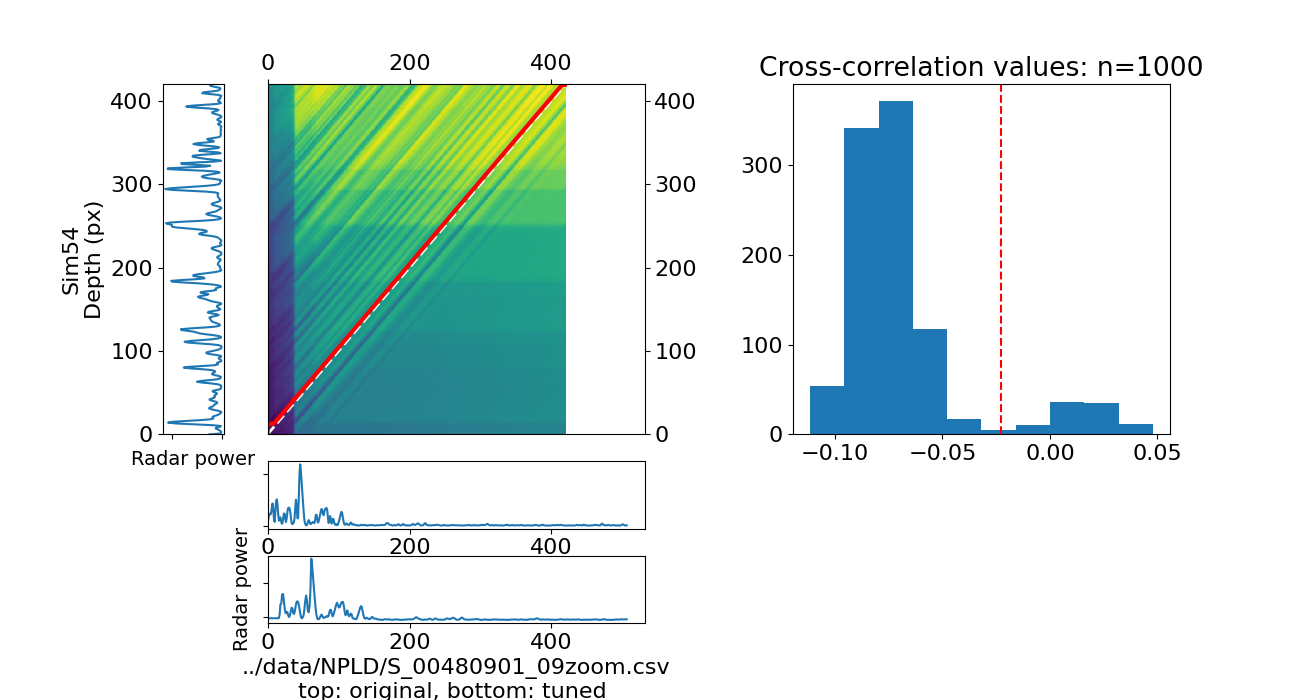 0 200 400
Cross-correlation values: n=1000
400 400
300 300
200 200
100 100
0 0
Sim54
Depth (px)
300
200
100
0
−0.10 −0.05 0.00 0.05
Radar power
0 200 400
Radar power
0 200 400
../data/NPLD/S_00480901_09zoom.csv
top: original, bottom: tuned